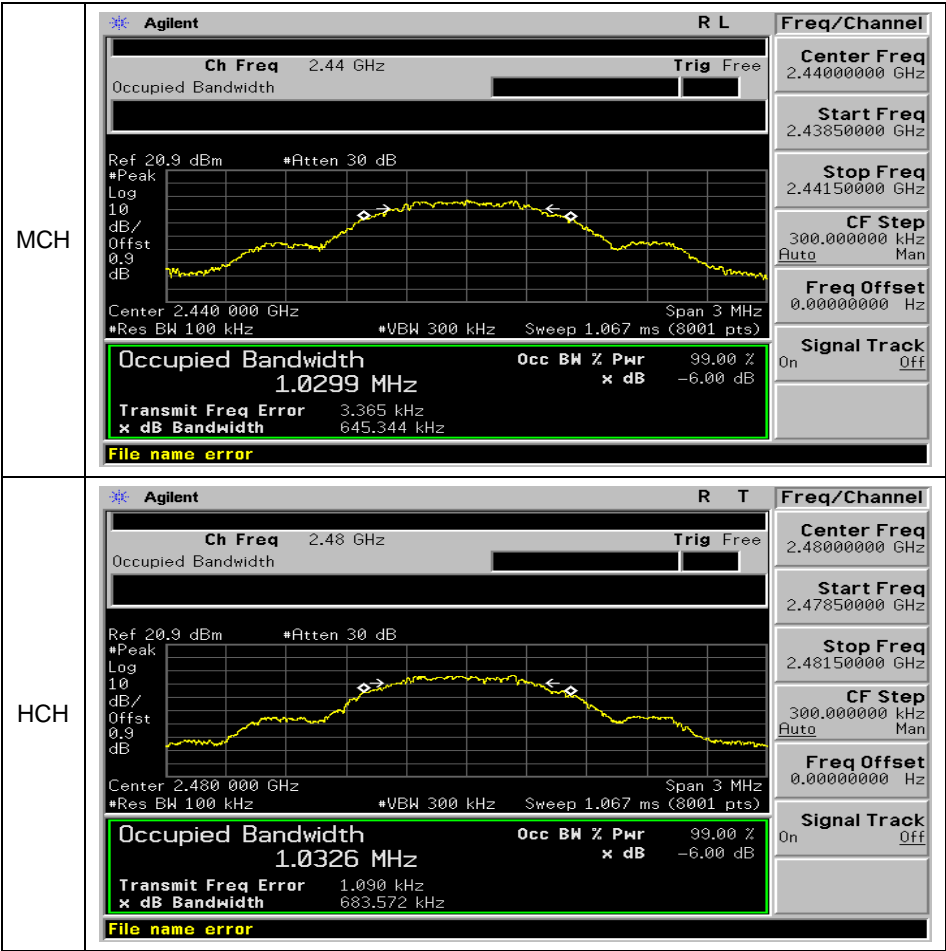 MCH
Agilent R L Freq/Channel
Ch Freq 2.44 GHz Trig Free
Occupied Bandwidth
Center Freq
2.44000000 GHz
Start Freq
2.43850000 GHz
Stop Freq
2.44150000 GHz
CF Step
300.000000 kHz
Auto Man
Freq Offset
0.00000000 Hz
Signal Track
On Off
Ref 20.9 dBm #Atten 30 dB
#Peak
Log
10
dB/
Offst
0.9
dB
Center 2.440 000 GHz Span 3 MHz
#Res BW 100 kHz #VBW 300 kHz Sweep 1.067 ms (8001 pts)
Occupied Bandwidth Occ BW % Pwr 99.00 %
1.0299 MHz x dB -6.00 dB
Transmit Freq Error 3.365 kHz
x dB Bandwidth 645.344 kHz
File name error
HCH
Agilent R T Freq/Channel
Ch Freq 2.48 GHz Trig Free
Occupied Bandwidth
Center Freq
2.48000000 GHz
Start Freq
2.47850000 GHz
Stop Freq
2.48150000 GHz
CF Step
300.000000 kHz
Auto Man
Freq Offset
0.00000000 Hz
Signal Track
On Off
Ref 20.9 dBm #Atten 30 dB
#Peak
Log
10
dB/
Offst
0.9
dB
Center 2.480 000 GHz Span 3 MHz
#Res BW 100 kHz #VBW 300 kHz Sweep 1.067 ms (8001 pts)
Occupied Bandwidth Occ BW % Pwr 99.00 %
1.0326 MHz x dB -6.00 dB
Transmit Freq Error 1.090 kHz
x dB Bandwidth 683.572 kHz
File name error